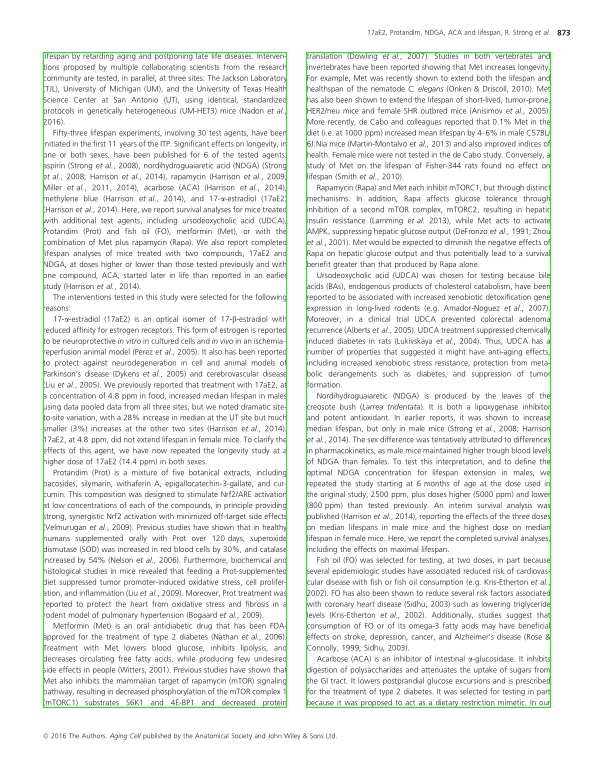 17aE2, Protandim, NDGA, ACA and lifespan, R. Strong et al. 873
lifespan by retarding aging and postponing late life diseases. Interven-
tions proposed by multiple collaborating scientists from the research
community are tested, in parallel, at three sites: The Jackson Laboratory
(TJL), University of Michigan (UM), and the University of Texas Health
Science Center at San Antonio (UT), using identical, standardized
protocols in genetically heterogeneous (UM-HET3) mices (Nadon et al.,
2016).
Fifty-three lifespan experiments, involving 30 test agents, have been
initiated in the first 11 years of the ITP. Significant effects on longevity, in
one or both sexes, have been published for 6 of the tested agents:
aspirin (Strong et al., 2008), nordihydroguaiaretic acid (NDGA) (Strong
et al., 2008; Harrison et al., 2014), rapamycin (Harrison et al., 2009;
Miller et al., 2011, 2014), acarbose (ACA) (Harrison et al., 2014),
methylene blue (Harrison et al., 2014), and 17-α-estradiol (17aE2)
(Harrison et al., 2014). Here, we report survival analyses for mice treated
with additional test agents, including ursodeoxycholic acid (UDCA),
Protandim (Prot) and fish oil (FO), metformin (Met), or with the
combination of Met plus rapamycin (Rapa). We also report completed
lifespan analyses of mice treated with two compounds, 17aE2 and
NDGA, at doses higher or lower than those tested previously and with
one compound, ACA, started later in life than reported in an earlier
study (Harrison et al., 2014).
The interventions tested in this study were selected for the following
reasons:
17-α-estradiol (17aE2) is an optical isomer of 17-β-estradiol with
reduced affinity for estrogen receptors. This form of estrogen is reported
to be neuroprotective in vitro in cultured cells and in vivo in an ischemia-
reperfusion animal model (Perez et al., 2005). It also has been reported
to protect against neurodegeneration in cell and animal models of
Parkinson's disease (Dykens et al., 2005) and cerebrovascular disease
(Liu et al., 2005). We previously reported that treatment with 17aE2, at
a concentration of 4.8 ppm in food, increased median lifespan in males
using data pooled data from all three sites, but we noted dramatic site-
to-site variation, with a 28% increase in median at the UT site but much
smaller (3%) increases at the other two sites (Harrison et al., 2014).
17aE2, at 4.8 ppm, did not extend lifespan in female mice. To clarify the
effects of this agent, we have now repeated the longevity study at a
higher dose of 17aE2 (14.4 ppm) in both sexes.
Protandim (Prot) is a mixture of five botanical extracts, including
bacosides, silymarin, withaferin A, epigallocatechin-3-gallate, and cur-
cumin. This composition was designed to stimulate Nrf2/ARE activation
at low concentrations of each of the compounds, in principle providing
strong, synergistic Nrf2 activation with minimized off-target side effects
(Velmurugan et al., 2009). Previous studies have shown that in healthy
humans supplemented orally with Prot over 120 days, superoxide
dismutase (SOD) was increased in red blood cells by 30%, and catalase
increased by 54% (Nelson et al., 2006). Furthermore, biochemical and
histological studies in mice revealed that feeding a Prot-supplemented
diet suppressed tumor promoter-induced oxidative stress, cell prolifer-
ation, and inflammation (Liu et al., 2009). Moreover, Prot treatment was
reported to protect the heart from oxidative stress and fibrosis in a
rodent model of pulmonary hypertension (Bogaard et al., 2009).
Metformin (Met) is an oral antidiabetic drug that has been FDA-
approved for the treatment of type 2 diabetes (Nathan et al., 2006).
Treatment with Met lowers blood glucose, inhibits lipolysis, and
decreases circulating free fatty acids, while producing few undesired
side effects in people (Witters, 2001). Previous studies have shown that
Met also inhibits the mammalian target of rapamycin (mTOR) signaling
pathway, resulting in decreased phosphorylation of the mTOR complex 1
(mTORC1) substrates S6K1 and 4E-BP1 and decreased protein
translation (Dowling et al., 2007). Studies in both vertebrates and
invertebrates have been reported showing that Met increases longevity.
For example, Met was recently shown to extend both the lifespan and
healthspan of the nematode C. elegans (Onken & Driscoll, 2010). Met
has also been shown to extend the lifespan of short-lived, tumor-prone,
HER2/neu mice and female SHR outbred mice (Anisimov et al., 2005).
More recently, de Cabo and colleagues reported that 0.1% Met in the
diet (i.e. at 1000 ppm) increased mean lifespan by 4–6% in male C57BL/
6J.Nia mice (Martin-Montalvo et al., 2013) and also improved indices of
health. Female mice were not tested in the de Cabo study. Conversely, a
study of Met on the lifespan of Fisher-344 rats found no effect on
lifespan (Smith et al., 2010).
Rapamycin (Rapa) and Met each inhibit mTORC1, but through distinct
mechanisms. In addition, Rapa affects glucose tolerance through
inhibition of a second mTOR complex, mTORC2, resulting in hepatic
insulin resistance (Lamming et al. 2013), while Met acts to activate
AMPK, suppressing hepatic glucose output (DeFronzo et al., 1991; Zhou
et al., 2001). Met would be expected to diminish the negative effects of
Rapa on hepatic glucose output and thus potentially lead to a survival
benefit greater than that produced by Rapa alone.
Ursodeoxycholic acid (UDCA) was chosen for testing because bile
acids (BAs), endogenous products of cholesterol catabolism, have been
reported to be associated with increased xenobiotic detoxification gene
expression in long-lived rodents (e.g. Amador-Noguez et al., 2007).
Moreover, in a clinical trial UDCA prevented colorectal adenoma
recurrence (Alberts et al., 2005). UDCA treatment suppressed chemically
induced diabetes in rats (Lukivskaya et al., 2004). Thus, UDCA has a
number of properties that suggested it might have anti-aging effects,
including xenobiotic stress resistance, protection from meta-
bolic derangements such as diabetes, and suppression of tumor
formation.
Nordihydroguaiaretic (NDGA) is produced by the leaves of the
creosote bush (Larrea tridentata). It is both a lipoxygenase inhibitor
and potent antioxidant. In earlier reports, it was shown to increase
median lifespan, but only in male mice (Strong et al., 2008; Harrison
et al., 2014). The sex difference was tentatively attributed to differences
in pharmacokinetics, as male mice maintained higher trough blood levels
of NDGA than females. To test this interpretation, and to define the
optimal NDGA concentration for lifespan extension in males, we
repeated the study starting at 6 months of age at the dose used in
the original study, 2500 ppm, plus doses higher (5000 ppm) and lower
(800 ppm) than tested previously. An interim survival analysis was
published (Harrison et al., 2014), reporting the effects of the three doses
on median lifespans in male mice and the highest dose on median
lifespan in female mice. Here, we report the completed survival analyses,
including the effects on maximal lifespan.
Fish oil (FO) was selected for testing, at two doses, in part because
several epidemiological studies have associated reduced risk of cardiovas-
cular disease with fish or fish oil consumption (e.g. Kris-Etherton et al.,
2002). FO has also been shown to reduce several risk factors associated
with coronary heart disease (Sidhu, 2003) such as lowering triglyceride
levels (Kris-Etherton et al., 2002). Additionally, studies suggest that
consumption of FO or of its omega-3 fatty acids may have beneficial
effects on stroke, depression, cancer, and Alzheimer's disease (Rose &
Connolly, 1999; Sidhu, 2003).
Acarbose (ACA) is an inhibitor of intestinal α-glucosidase. It inhibits
digestion of polysaccharides and attenuates the uptake of sugars from
the GI tract. It lowers postprandial glucose excursions and is prescribed
for the treatment of type 2 diabetes. It was selected for testing in part
because it was proposed to act as a dietary restriction mimetic. In our
© 2016 The Authors. Aging Cell published by the Anatomical Society and John Wiley & Sons Ltd.